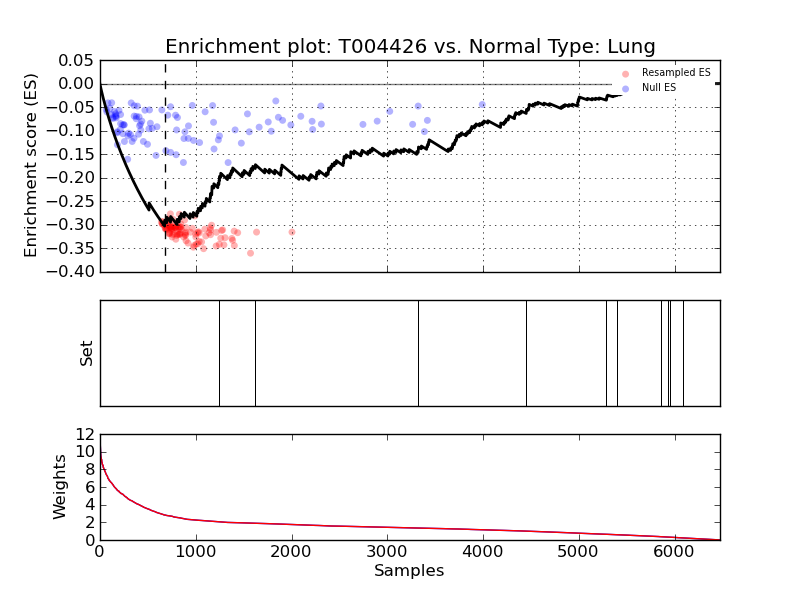 Enrichment plot: T004426 vs. Normal Type: Lung
Enrichment score (ES)
0.05
0.00
−0.05
−0.10
−0.15
−0.20
−0.25
−0.30
−0.35
−0.40
Resampled ES
Null ES
Set
Weights
12
10
8
6
4
2
0
0 1000 2000 3000 4000 5000 6000
Samples